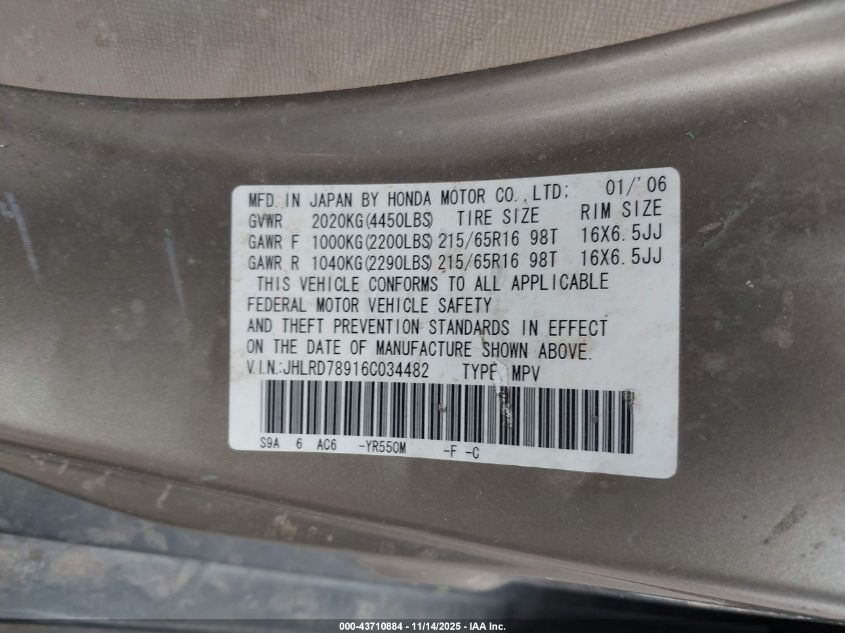 MFD. IN JAPAN BY HONDA MOTOR CO.,LTD; 01/'06
GVWR 2020KG(4450LBS) TIRE SIZE RIM SIZE
GAWR F 1000KG(2200LBS) 215/65R16 98T 16X6.5JJ
GAWR R 1040KG(2290LBS) 215/65R16 98T 16X6.5JJ
THIS VEHICLE CONFORMS TO ALL APPLICABLE
FEDERAL MOTOR VEHICLE SAFETY
AND THEFT PREVENTION STANDARDS IN EFFECT
ON THE DATE OF MANUFACTURE SHOWN ABOVE.
V.I.N.:JHLRD78916C034482 TYPE MPV
S9A 6 AC6 -YR550M -F -C
000-43710884 - 11/14/2025 - IAA Inc.